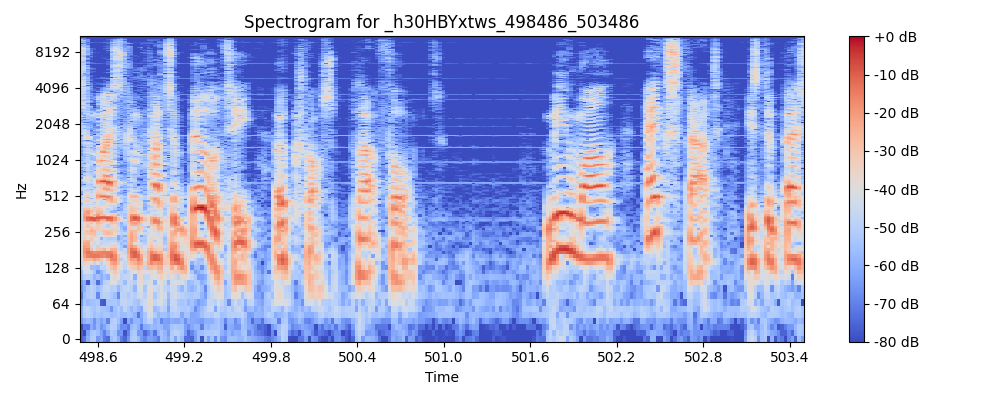 Spectrogram for _h30HBYxtws_498486_503486
Hz
8192
4096
2048
1024
512
256
128
64
0
498.6 499.2 499.8 500.4 501.0 501.6 502.2 502.8 503.4
Time
+0 dB
-10 dB
-20 dB
-30 dB
-40 dB
-50 dB
-60 dB
-70 dB
-80 dB